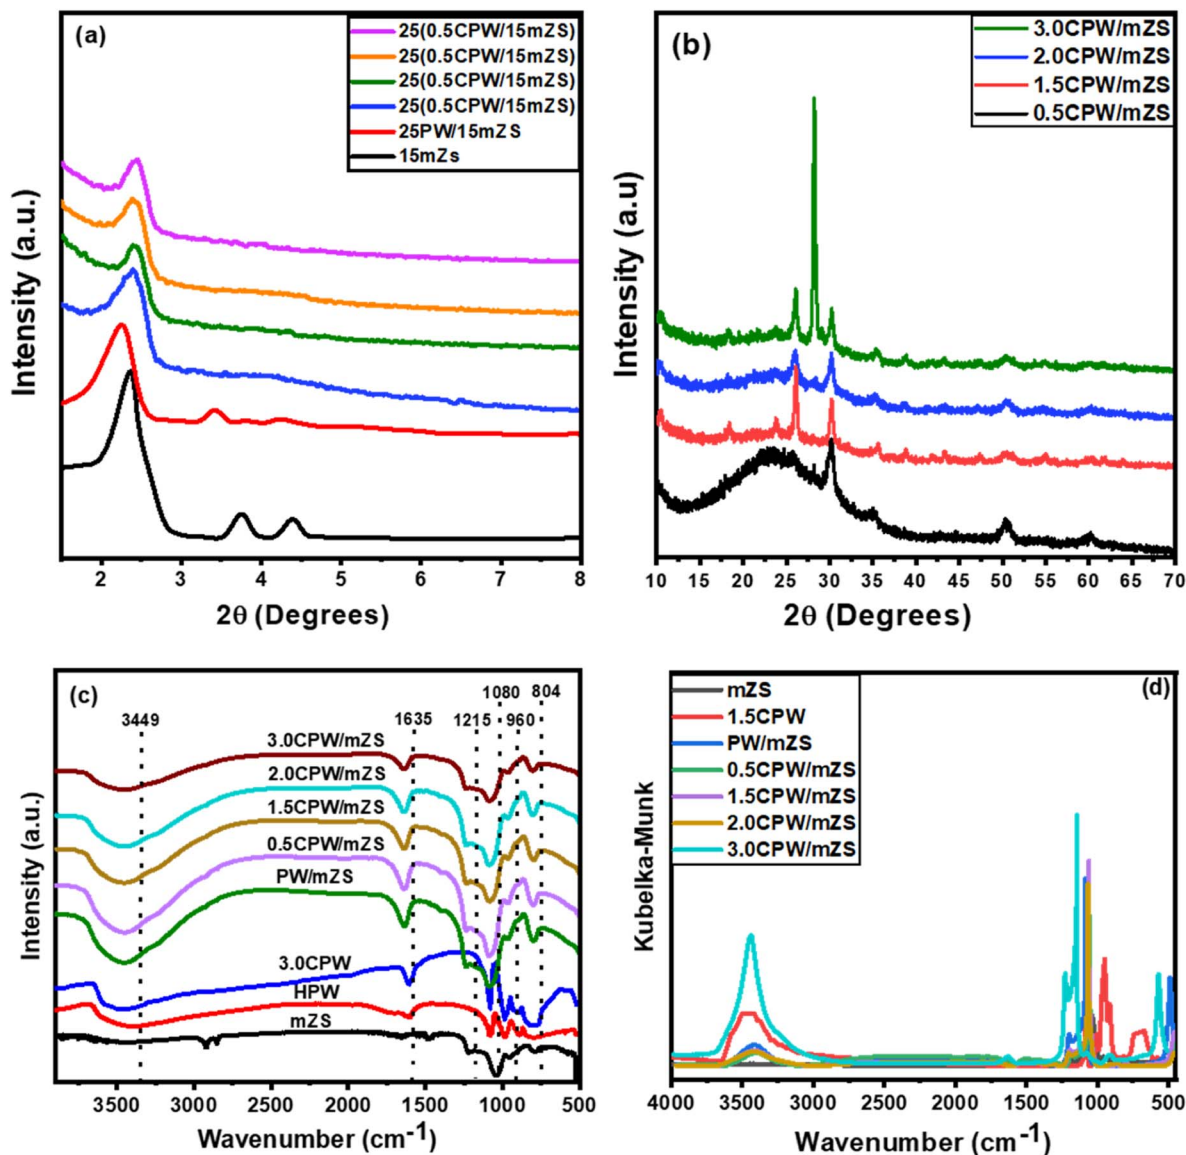 (a)
25(0.5CPW/15mZS)
25(0.5CPW/15mZS)
25(0.5CPW/15mZS)
25(0.5CPW/15mZS)
25PW/15mZS
15mZs
Intensity (a.u.)
2 3 4 5 6 7 8
2θ (Degrees)
(b)
3.0CPW/mZS
2.0CPW/mZS
1.5CPW/mZS
0.5CPW/mZS
Intensity (a.u)
10 15 20 25 30 35 40 45 50 55 60 65 70
2θ (Degrees)
(c)
1080 804
3449 1635 1215 960
3.0CPW/mZS
2.0CPW/mZS
1.5CPW/mZS
0.5CPW/mZS
PW/mZS
3.0CPW
HPW
mZS
Intensity (a.u.)
3500 3000 2500 2000 1500 1000 500
Wavenumber (cm⁻¹)
(d)
mZS
1.5CPW
PW/mZS
0.5CPW/mZS
1.5CPW/mZS
2.0CPW/mZS
3.0CPW/mZS
Kubelka-Munk
4000 3500 3000 2500 2000 1500 1000 500
Wavenumber (cm⁻¹)